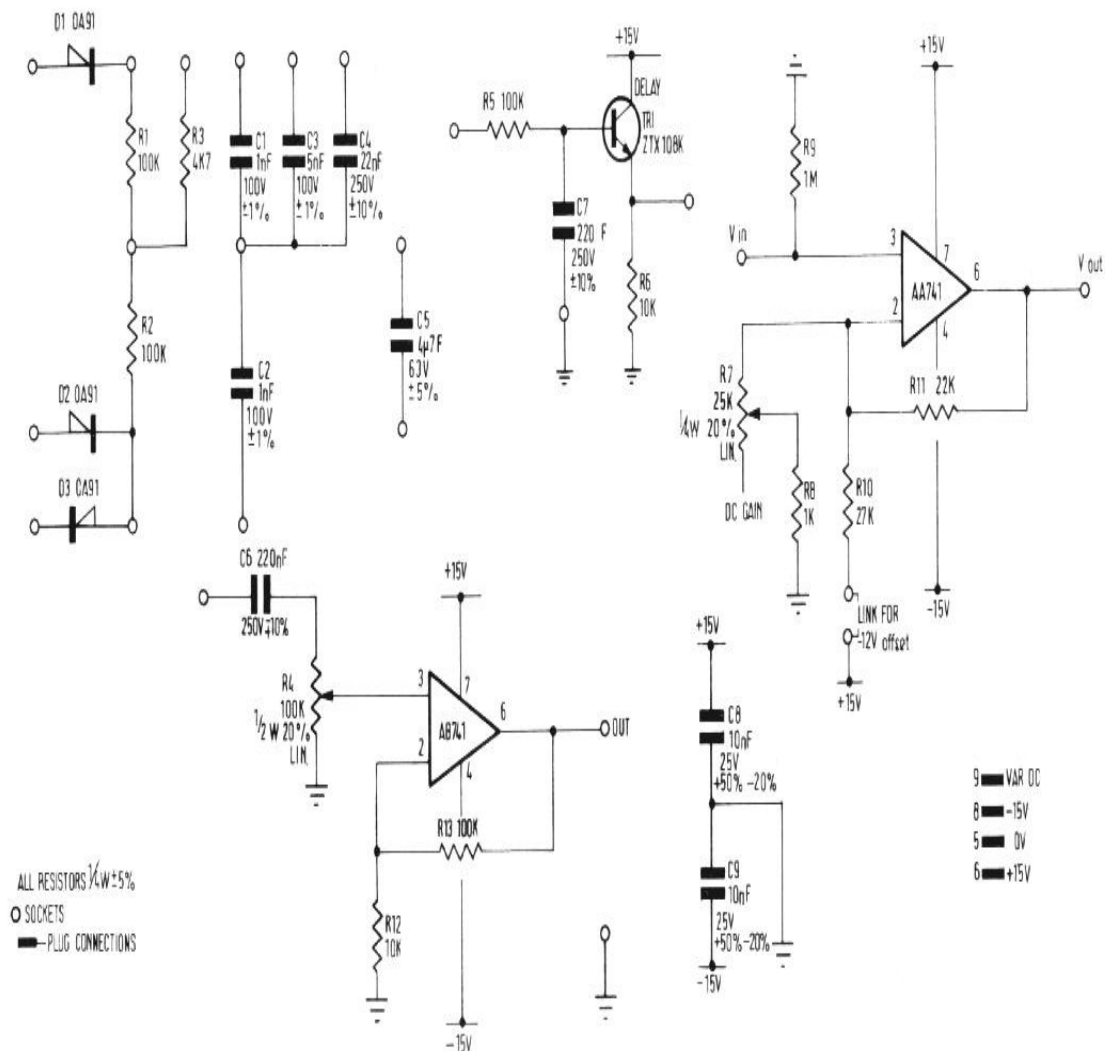 D1 OA91
R1
100K
R3
4K7
C1
1nF
100V
±1%
C3
5nF
100V
±1%
C4
22nF
250V
±10%
R2
100K
D2 OA91
D3 OA91
C2
1nF
100V
±1%
C5
4µ7F
63V
±5%
R5 100K
+15V
DELAY
TR1
ZTX 108K
C7
220 F
250V
±10%
R6
10K
+15V
R9
1M
V in
3
7
AA741
6
V out
2
4
R7
25K
1/4W 20%
LIN.
DC GAIN
R8
1K
R11 22K
R10
27K
-15V
LINK FOR
-12V offset
+15V
C6 220nF
250V ∓10%
R4
100K
1/2W 20%
LIN.
+15V
3
7
AB741
6
OUT
2
4
R13 100K
R12
10K
-15V
+15V
C8
10nF
25V
+50% -20%
C9
10nF
25V
+50% -20%
-15V
9 VAR DC
8 -15V
5 0V
6 +15V
ALL RESISTORS 1/4W ±5%
SOCKETS
PLUG CONNECTIONS